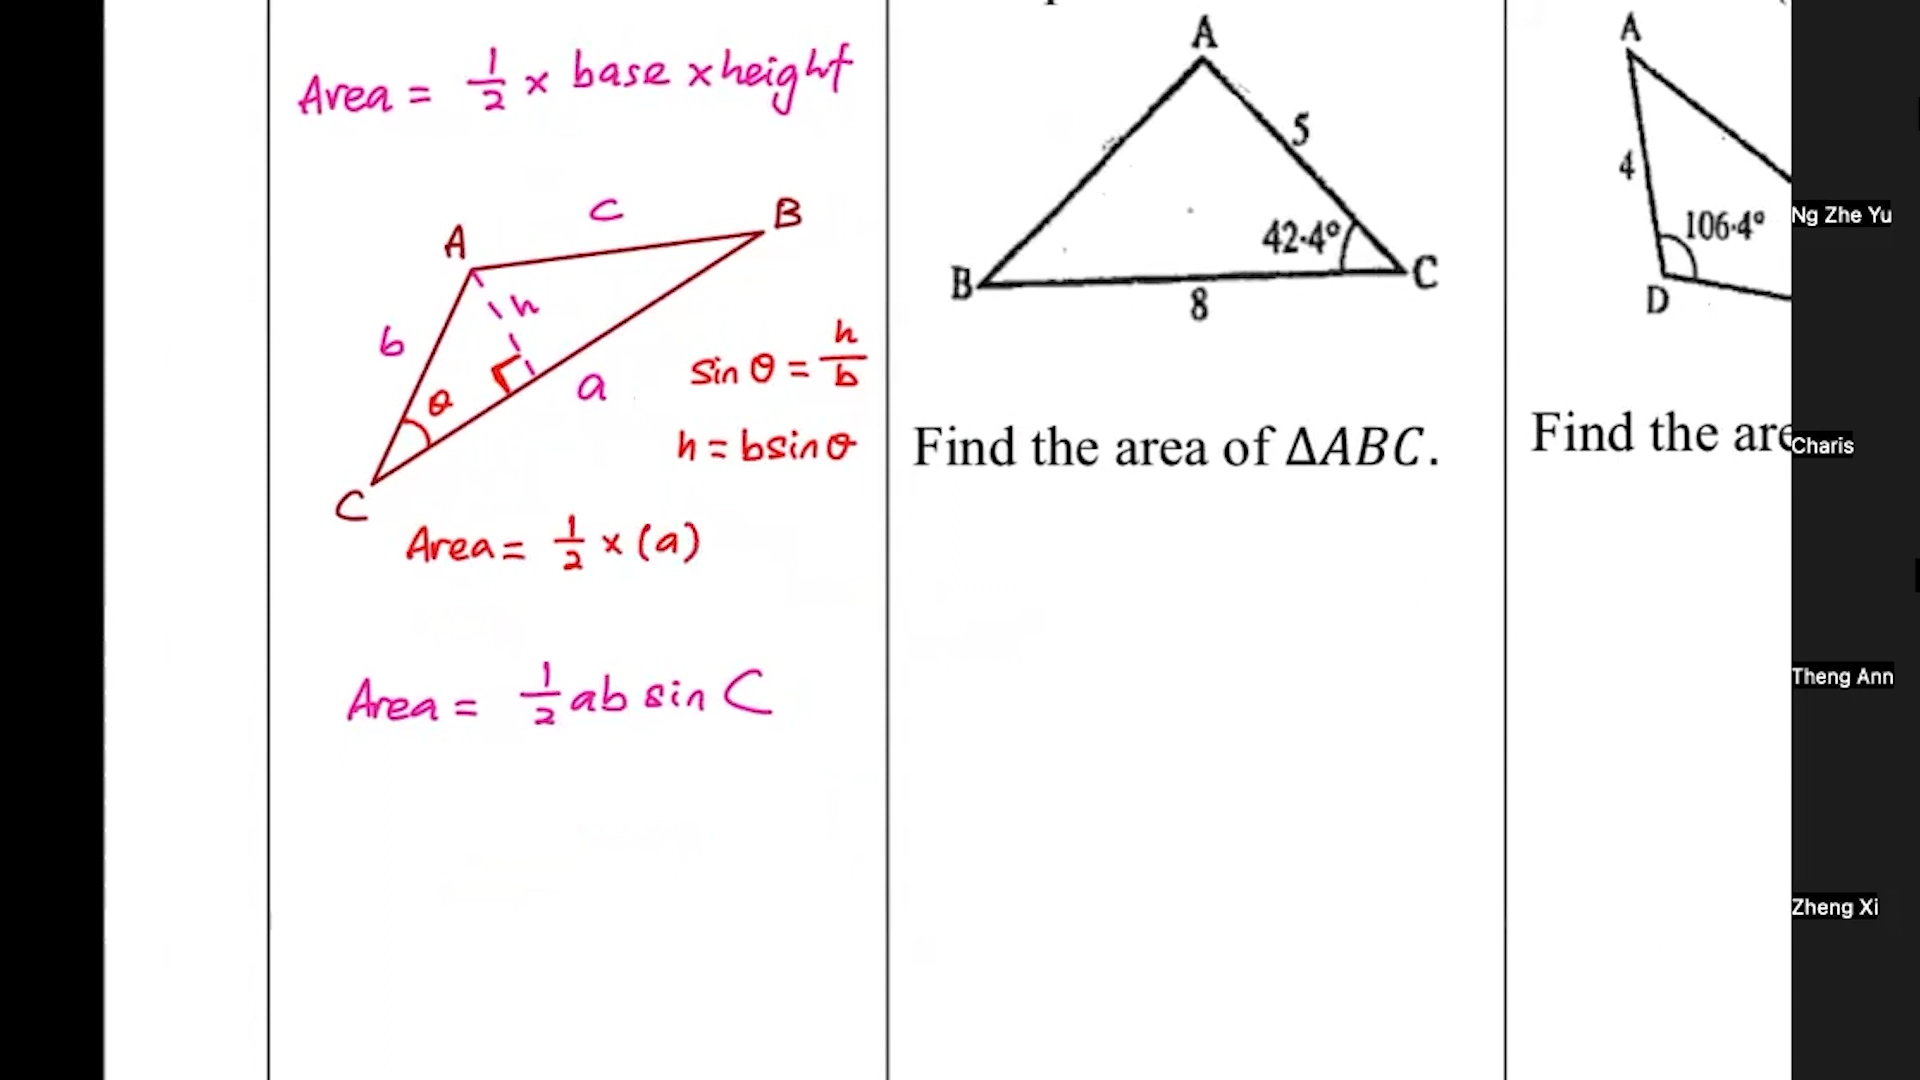 Area = 1/2 x base x height
A
c
B
h
b
θ
a
sin θ = h/b
h = b sin θ
C
Area = 1/2 x (a)
Area = 1/2 ab sin C
A
5
42·4°
B
C
8
Find the area of ΔABC.
A
4
106·4°
D
Find the are
Ng Zhe Yu
Charis
Theng Ann
Zheng Xi